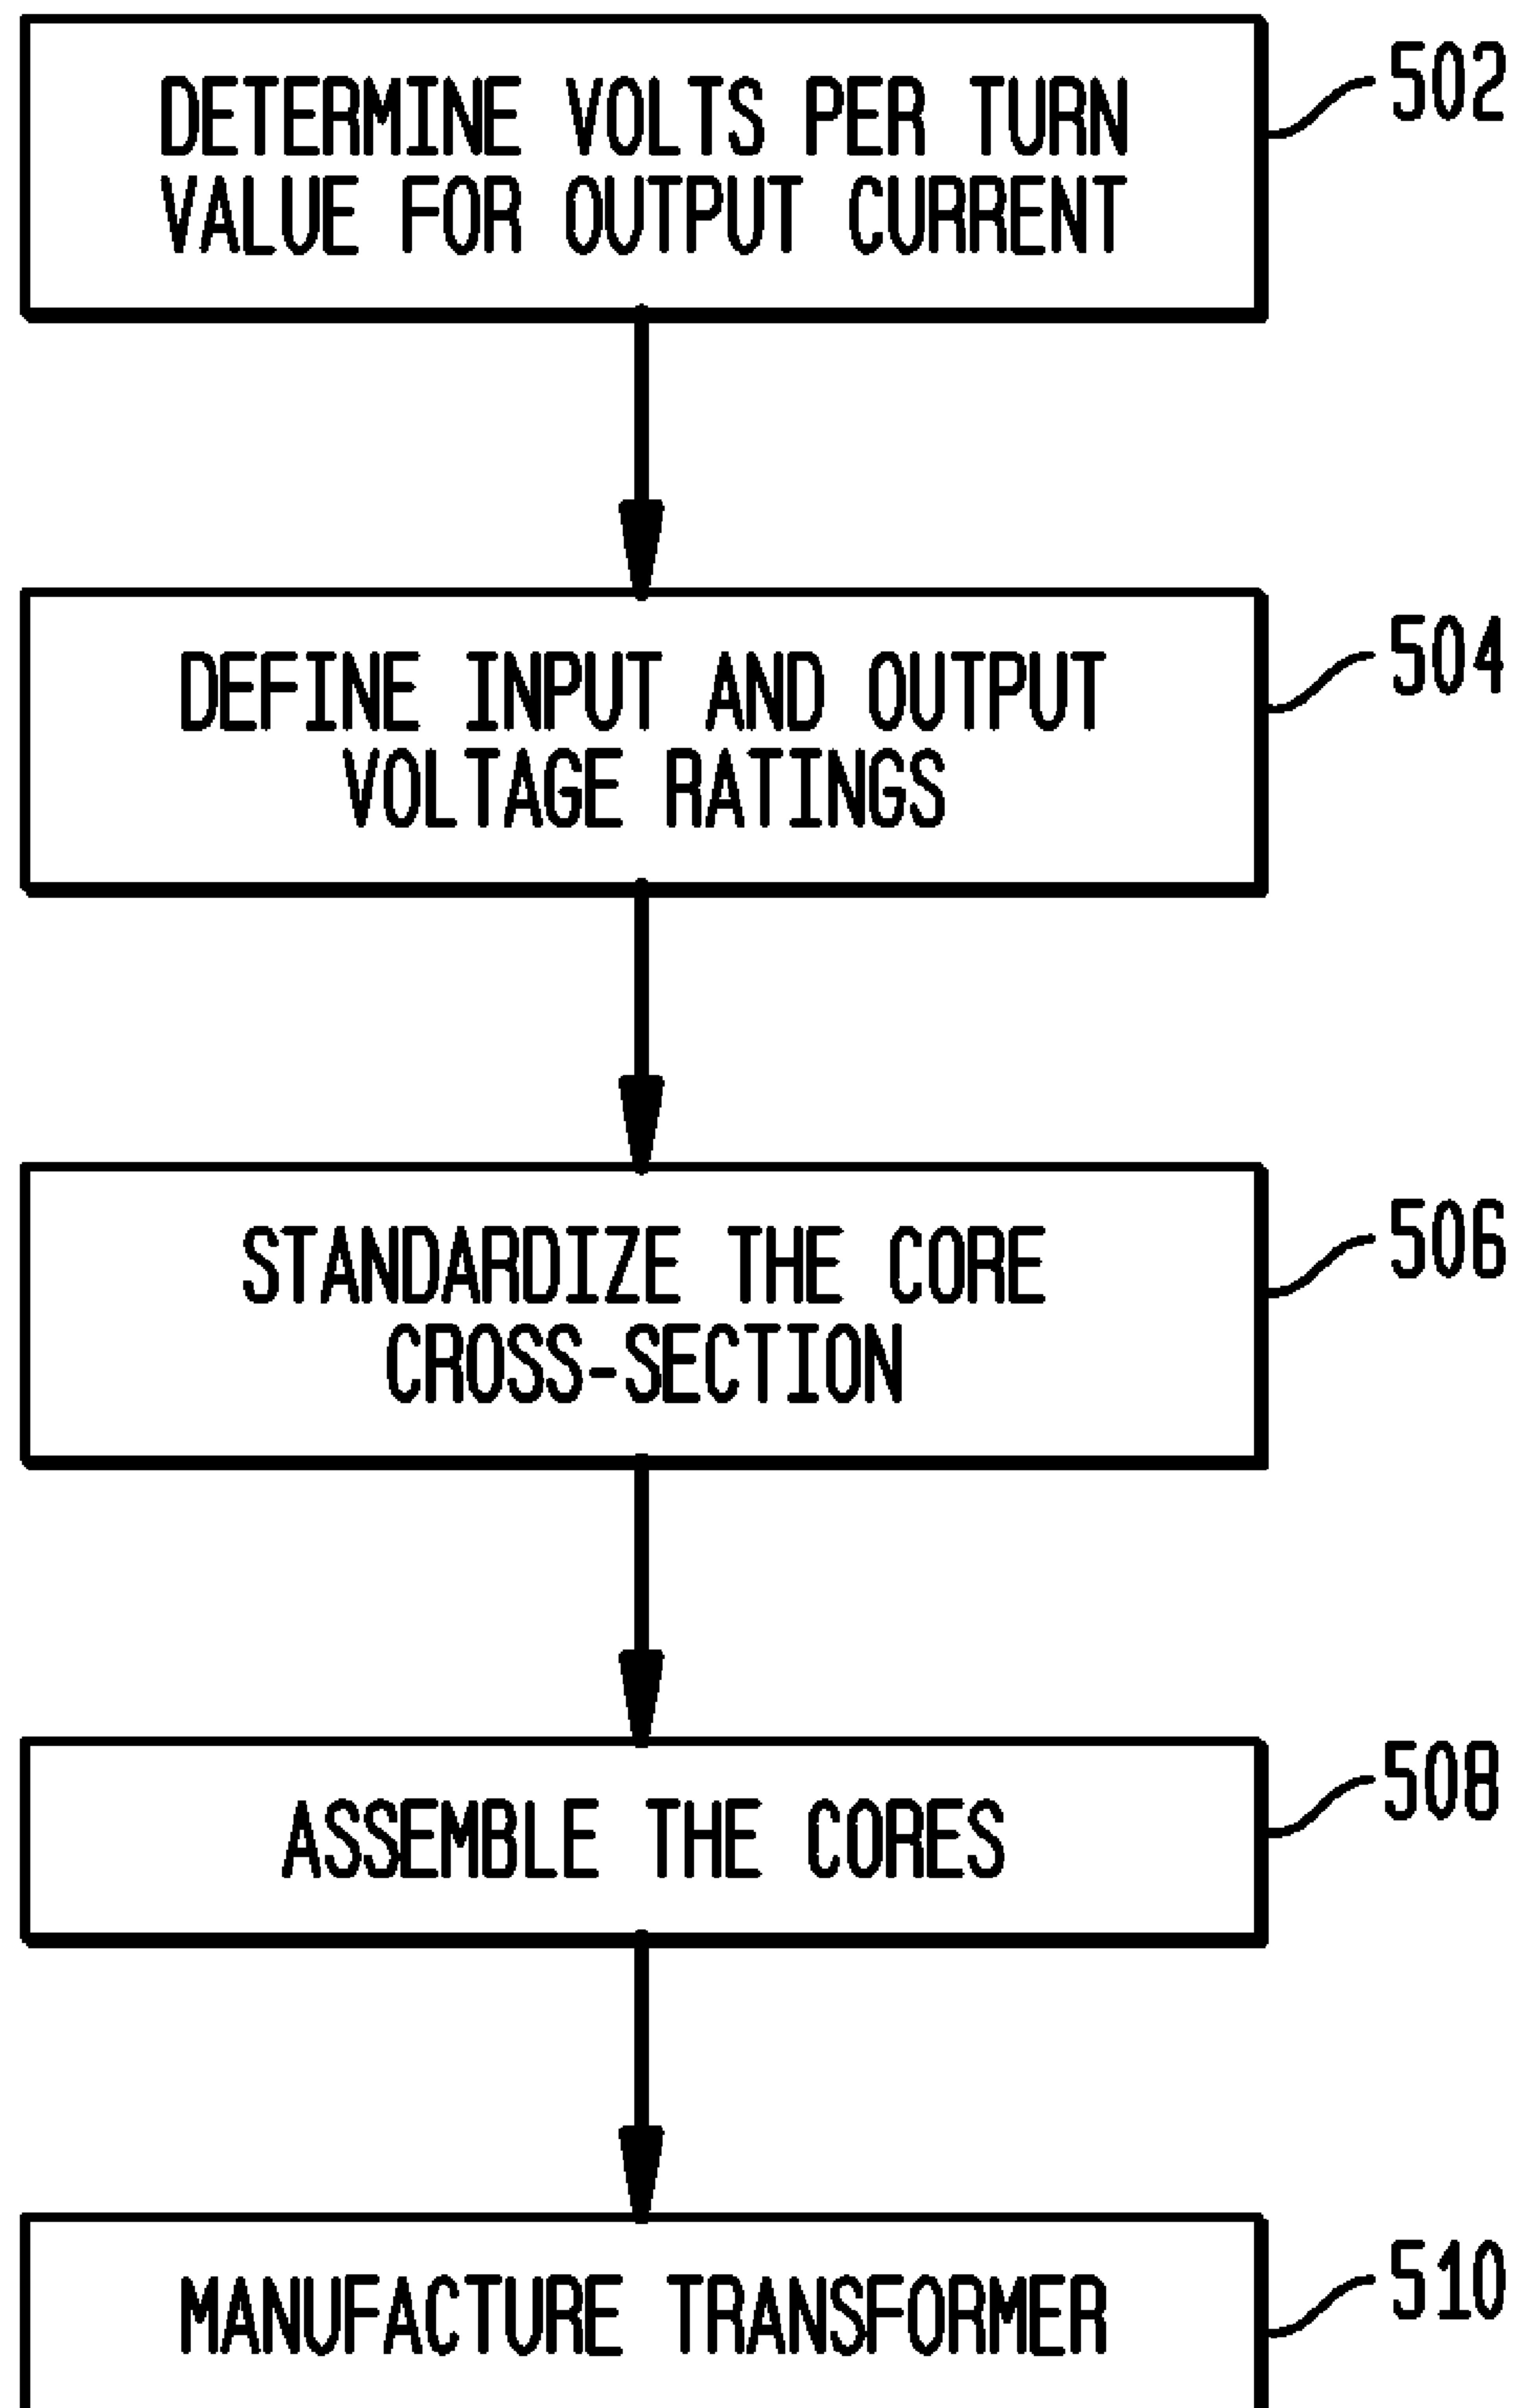 DETERMINE VOLTS PER TURN
VALUE FOR OUTPUT CURRENT
502
DEFINE INPUT AND OUTPUT
VOLTAGE RATINGS
504
STANDARDIZE THE CORE
CROSS-SECTION
506
ASSEMBLE THE CORES
508
MANUFACTURE TRANSFORMER
510